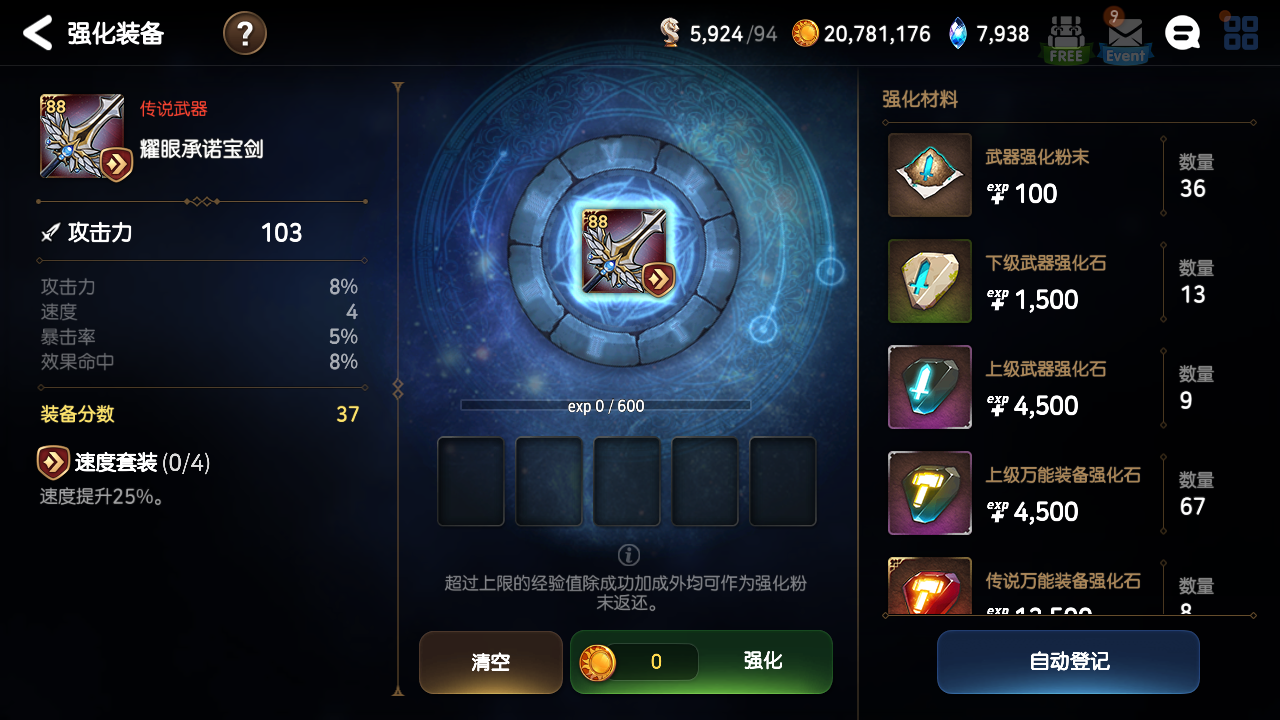 强化装备
?
5,924/94
20,781,176
7,938
FREE
9
Event
88
传说武器
耀眼承诺宝剑
攻击力 103
攻击力 8%
速度 4
暴击率 5%
效果命中 8%
装备分数 37
速度套装 (0/4)
速度提升25%。
88
exp 0 / 600
超过上限的经验值除成功加成外均可作为强化粉
末返还。
清空
0 强化
强化材料
武器强化粉末
exp 100
数量
36
下级武器强化石
exp 1,500
数量
13
上级武器强化石
exp 4,500
数量
9
上级万能装备强化石
exp 4,500
数量
67
传说万能装备强化石
exp
数量
8
自动登记